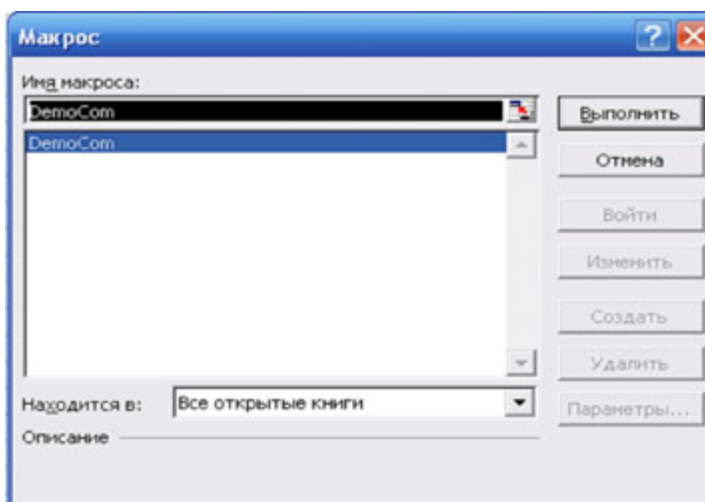 Макрос
Имя макроса:
DemoCom
DemoCom
Выполнить
Отмена
Войти
Изменить
Создать
Удалить
Параметры...
Находится в:
Все открытые книги
Описание